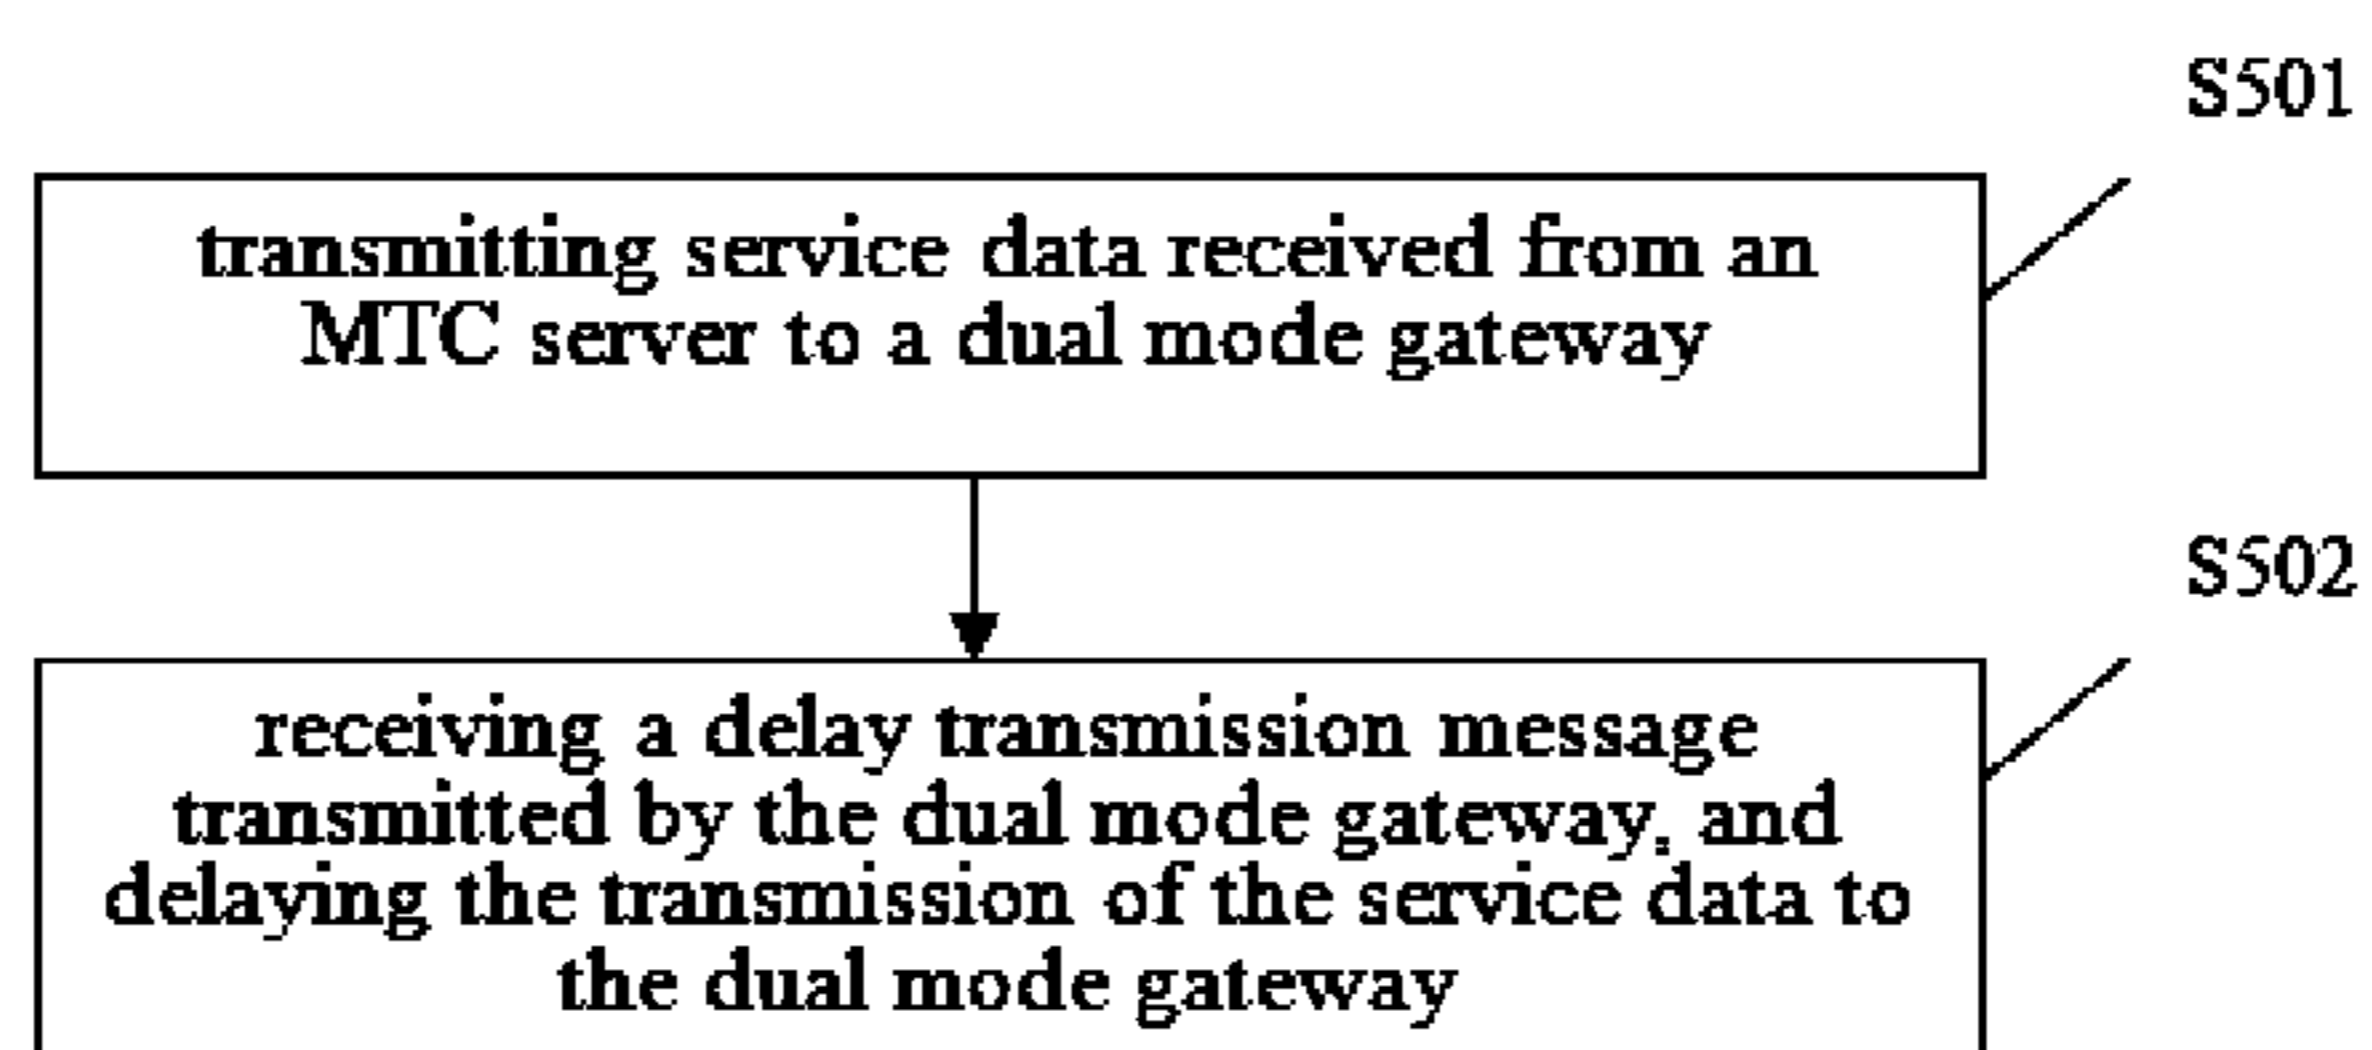 S501
transmitting service data received from an
MTC server to a dual mode gateway
S502
receiving a delay transmission message
transmitted by the dual mode gateway, and
delaying the transmission of the service data to
the dual mode gateway